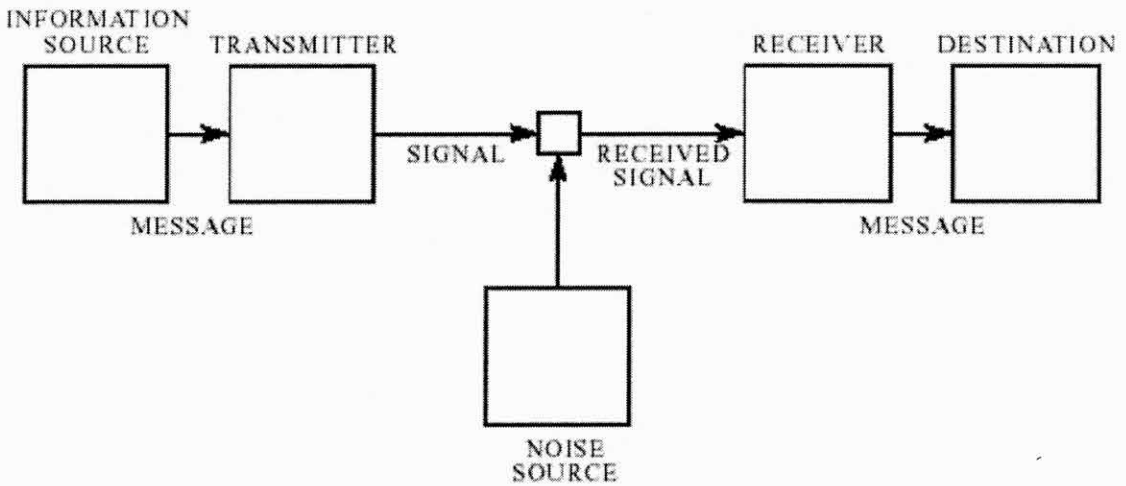 INFORMATION
SOURCE
TRANSMITTER
RECEIVER
DESTINATION
SIGNAL
RECEIVED
SIGNAL
MESSAGE
MESSAGE
NOISE
SOURCE